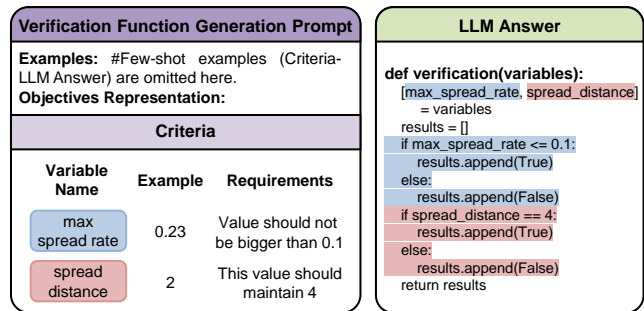 Verification Function Generation Prompt
Examples: #Few-shot examples (Criteria-
LLM Answer) are omitted here.
Objectives Representation:
Criteria
Variable Name Example Requirements
max spread rate 0.23 Value should not be bigger than 0.1
spread distance 2 This value should maintain 4
LLM Answer
def verification(variables):
[max_spread_rate, spread_distance]
= variables
results = []
if max_spread_rate <= 0.1:
results.append(True)
else:
results.append(False)
if spread_distance == 4:
results.append(True)
else:
results.append(False)
return results